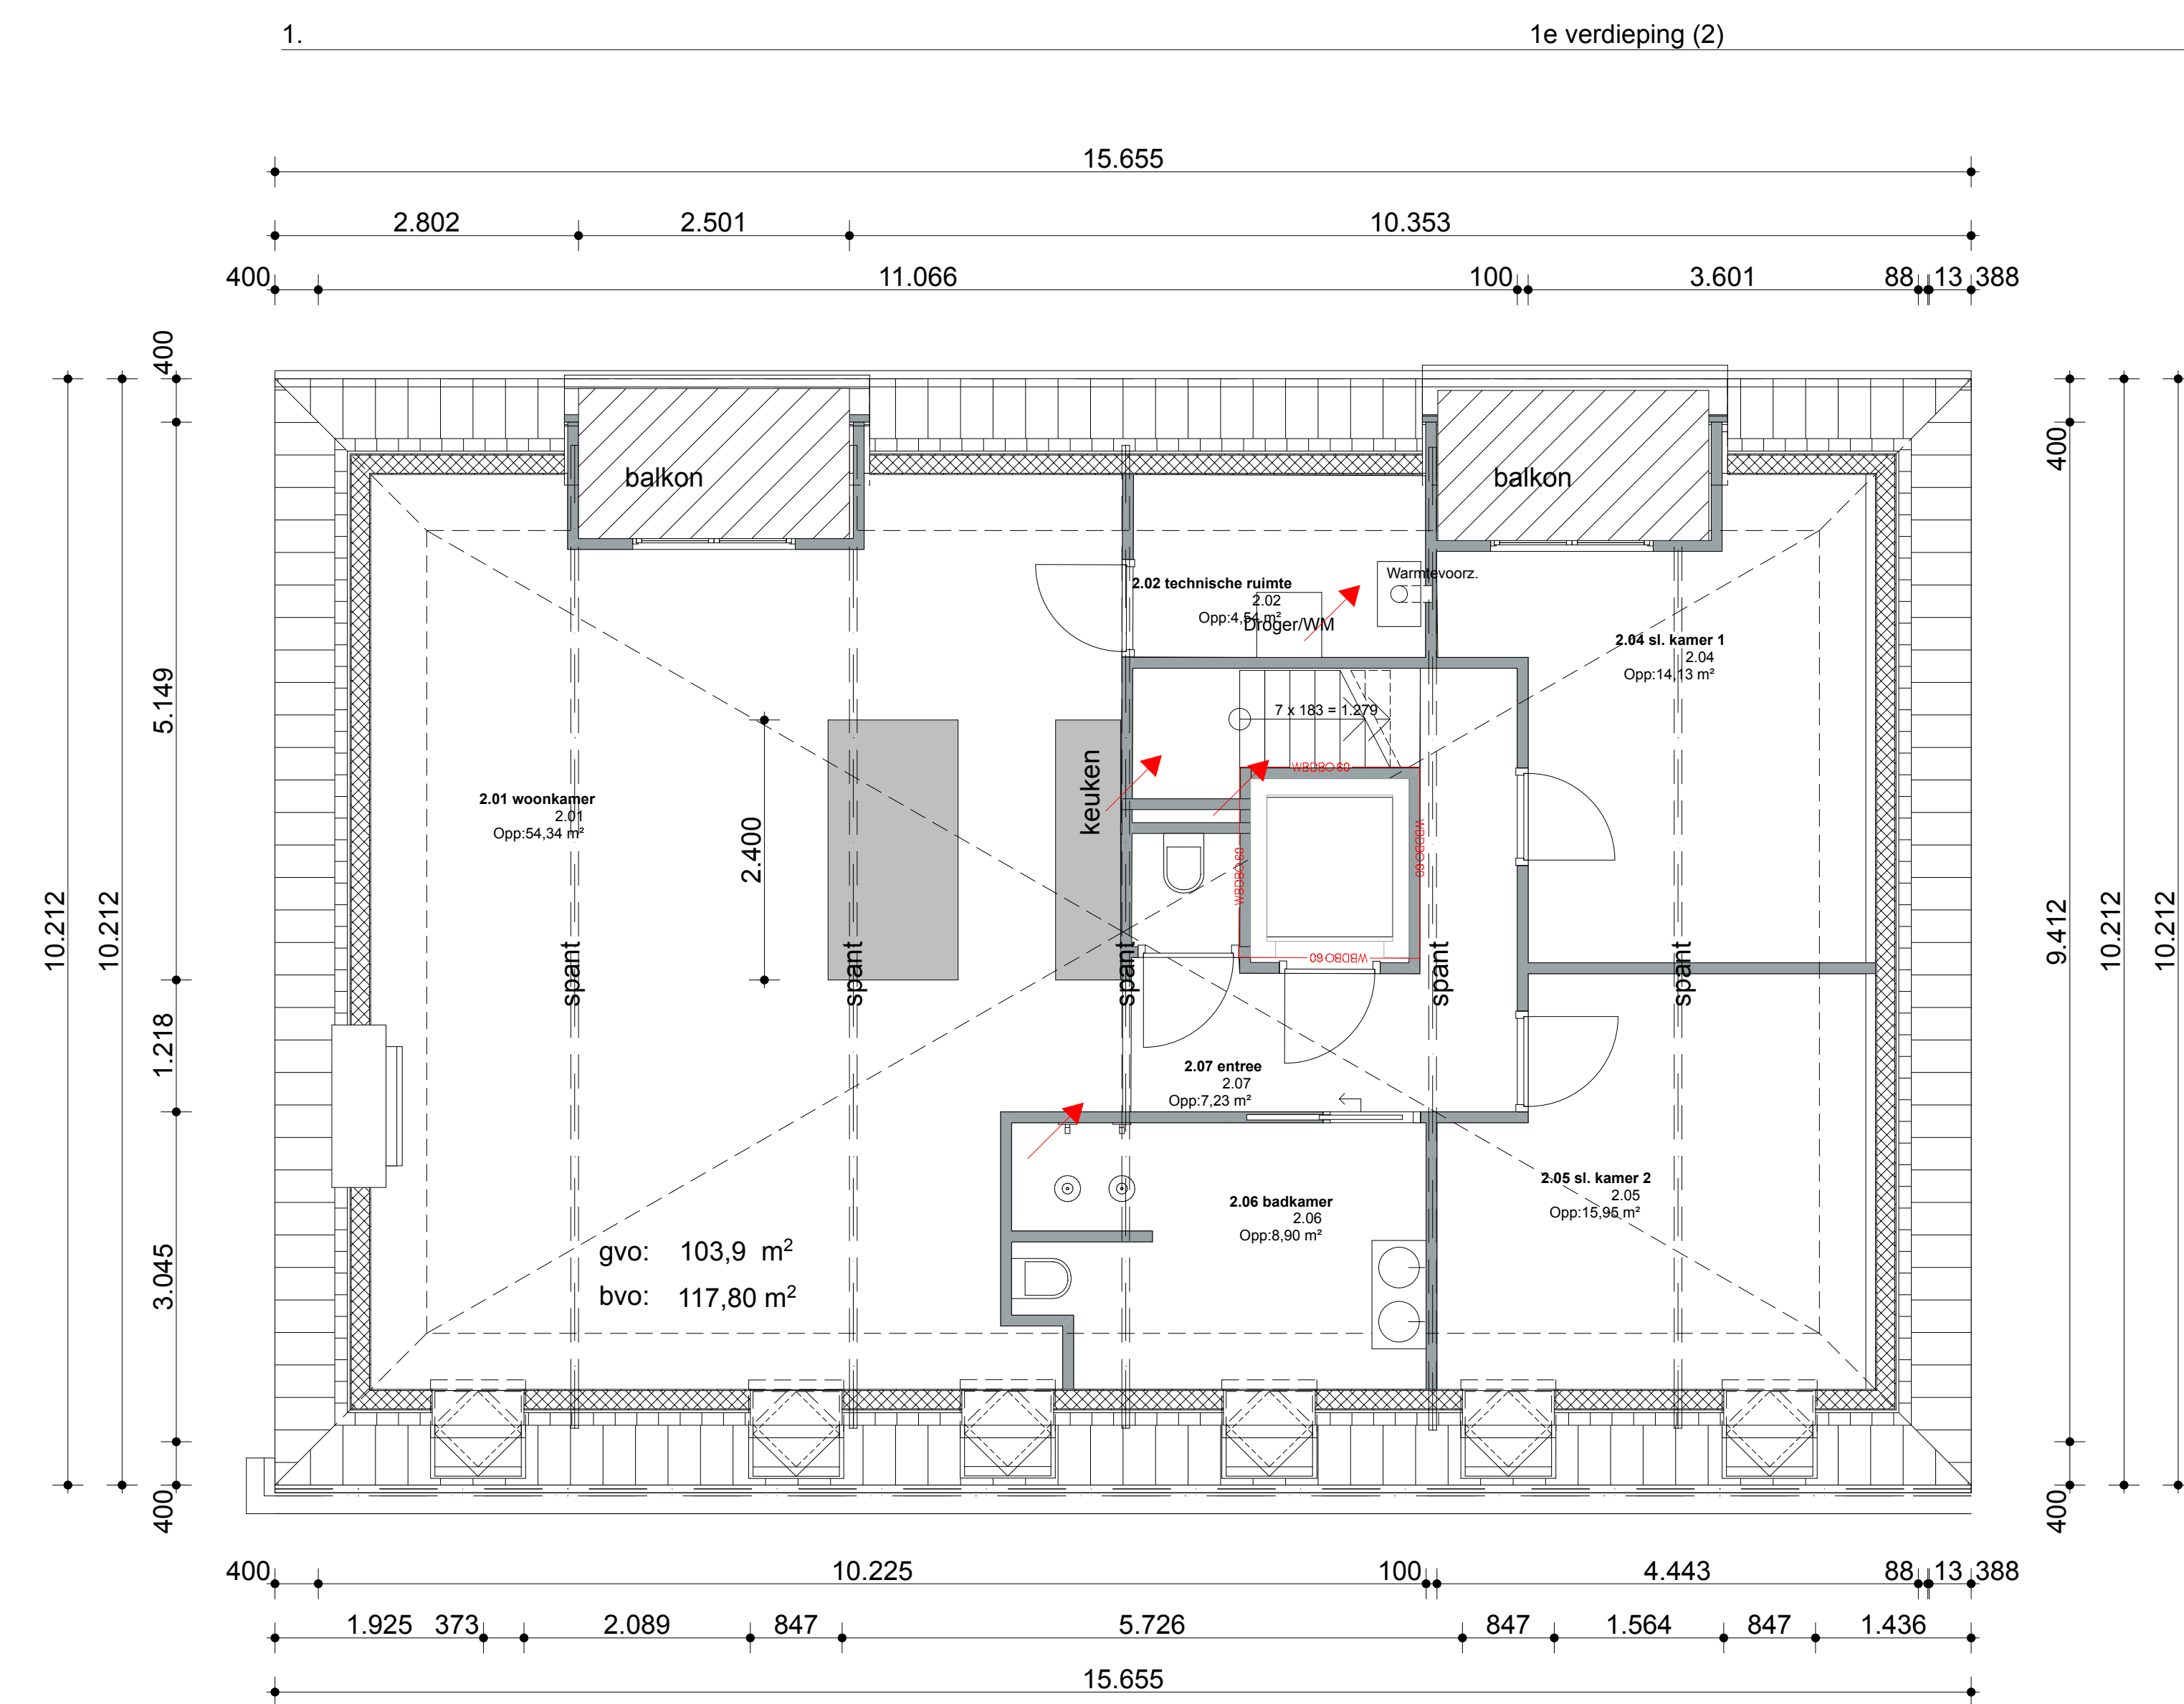 1.
1e verdieping (2)
15.655
2.802
2.501
10.353
400
11.066
100
3.601
88
13
388
400
5.149
1.218
3.045
400
10.212
10.212
400
9.412
400
10.212
10.212
balkon
balkon
2.02 technische ruimte
2.02
Opp:4,54 m²
Droger/WM
Warmtevoorz.
2.04 sl. kamer 1
2.04
Opp:14,13 m²
7 x 183 = 1.279
WBDBO 60
WBDBO 60
WBDBO 60
WBDBO 60
keuken
2.400
2.01 woonkamer
2.01
Opp:54,34 m²
spant
spant
spant
spant
spant
2.07 entree
2.07
Opp:7,23 m²
2.05 sl. kamer 2
2.05
Opp:15,95 m²
2.06 badkamer
2.06
Opp:8,90 m²
gvo: 103,9 m²
bvo: 117,80 m²
400
10.225
100
4.443
88
13
388
1.925
373
2.089
847
5.726
847
1.564
847
1.436
15.655